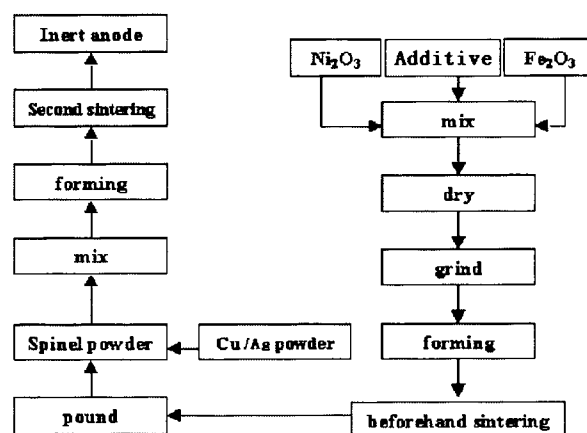 Inert anode
Ni₂O₃
Additive
Fe₂O₃
Second sintering
mix
forming
dry
mix
grind
Spinel powder
Cu/Ag powder
forming
pound
beforehand sintering